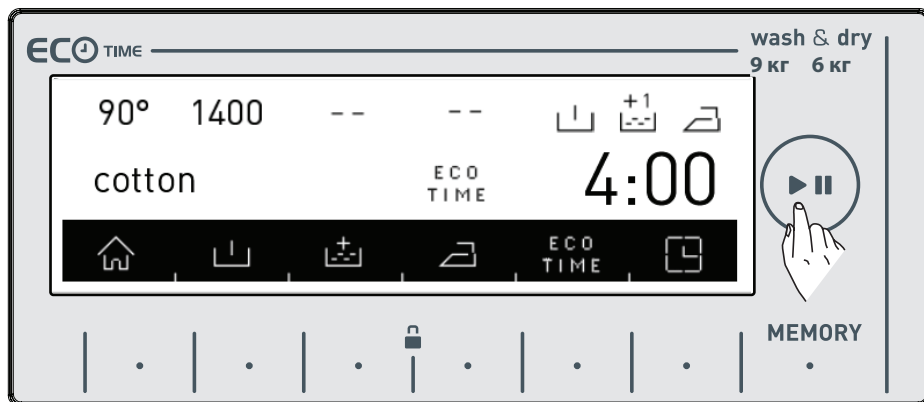 ECO TIME
wash & dry
9 кг 6 кг
90° 1400 -- --
+1
cotton
ECO
TIME
4:00
+
ECO
TIME
MEMORY